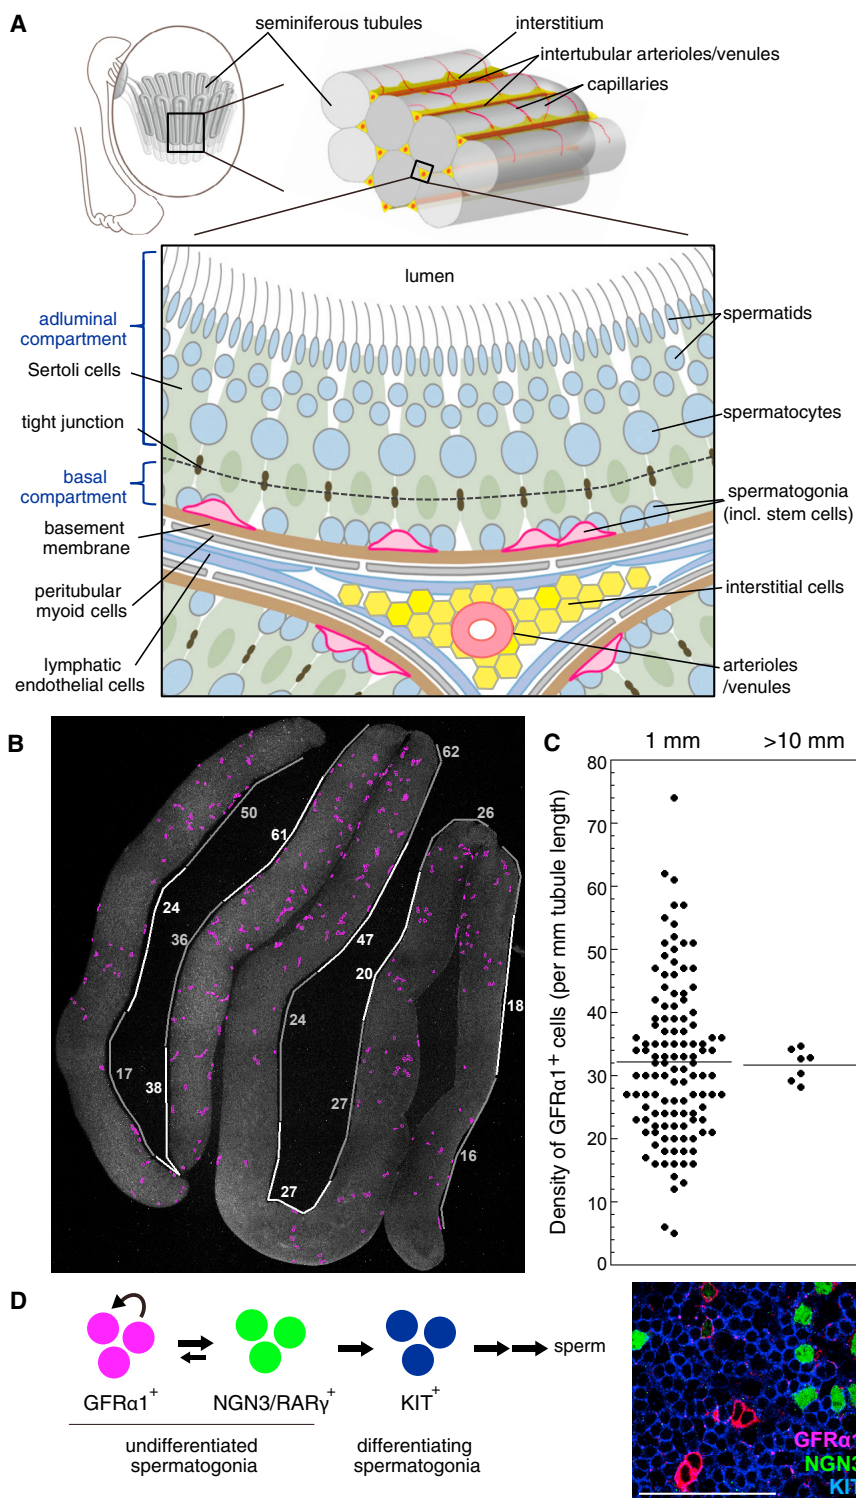 A
seminiferous tubules
interstitium
intertubular arterioles/venules
capillaries
lumen
adluminal
compartment
Sertoli cells
tight junction
basal
compartment
basement
membrane
peritubular
myoid cells
lymphatic
endothelial cells
spermatids
spermatocytes
spermatogonia
(incl. stem cells)
interstitial cells
arterioles
/venules
B
62
50
61
26
24
36
47
20
24
18
17
38
27
16
27
C
1 mm
>10 mm
Density of GFRα1+ cells (per mm tubule length)
80
70
60
50
40
30
20
10
0
D
GFRα1+
NGN3/RARγ+
KIT+
sperm
undifferentiated
spermatogonia
differentiating
spermatogonia
GFRα1
NGN3
KIT